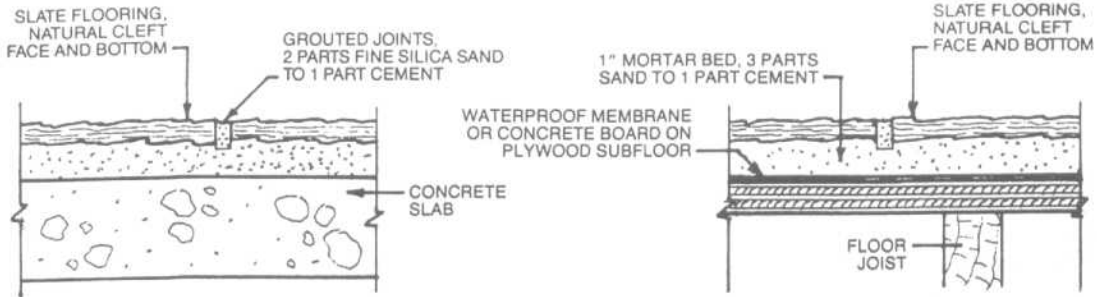 SLATE FLOORING,
NATURAL CLEFT
FACE AND BOTTOM
GROUTED JOINTS,
2 PARTS FINE SILICA SAND
TO 1 PART CEMENT
CONCRETE
SLAB
SLATE FLOORING,
NATURAL CLEFT
FACE AND BOTTOM
1" MORTAR BED, 3 PARTS
SAND TO 1 PART CEMENT
WATERPROOF MEMBRANE
OR CONCRETE BOARD ON
PLYWOOD SUBFLOOR
FLOOR
JOIST